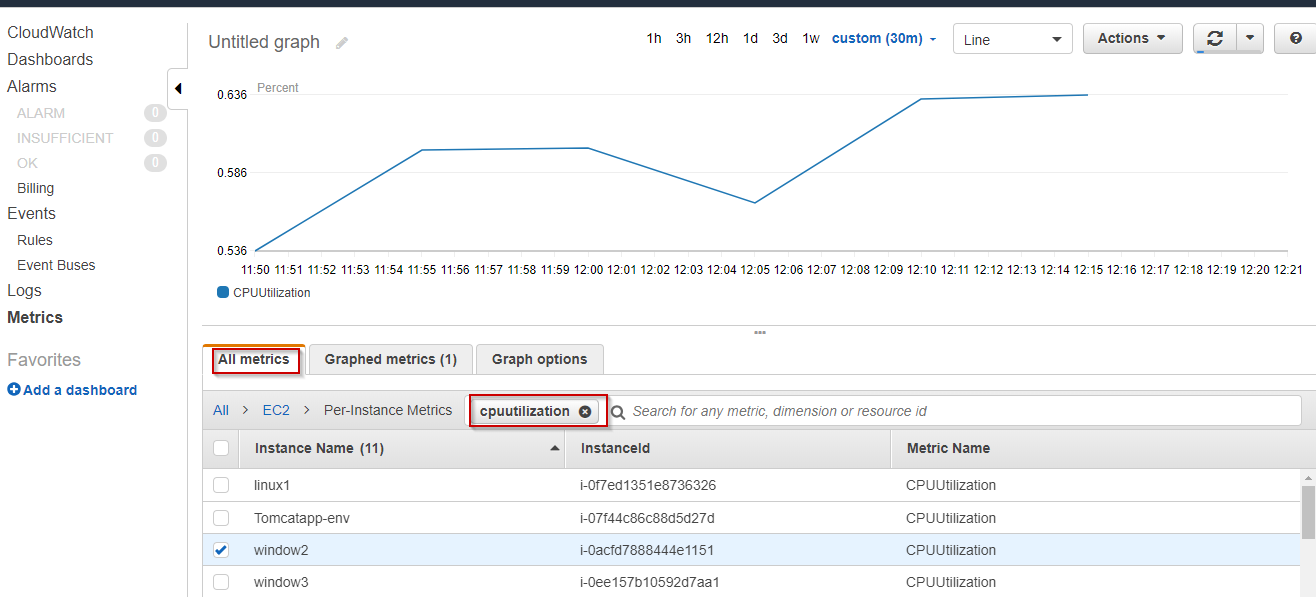 CloudWatch
Dashboards
Alarms
ALARM 0
INSUFFICIENT 0
OK 0
Billing
Events
Rules
Event Buses
Logs
Metrics
Favorites
Add a dashboard
Untitled graph
1h 3h 12h 1d 3d 1w custom (30m)
Line
Actions
Percent
0.636
0.586
0.536
11:50 11:51 11:52 11:53 11:54 11:55 11:56 11:57 11:58 11:59 12:00 12:01 12:02 12:03 12:04 12:05 12:06 12:07 12:08 12:09 12:10 12:11 12:12 12:13 12:14 12:15 12:16 12:17 12:18 12:19 12:20 12:21
CPUUtilization
All metrics Graphed metrics (1) Graph options
All > EC2 > Per-Instance Metrics cpuutilization Search for any metric, dimension or resource id
Instance Name (11) InstanceId Metric Name
linux1 i-0f7ed1351e8736326 CPUUtilization
Tomcatapp-env i-07f44c86c88d5d27d CPUUtilization
window2 i-0acfd7888444e1151 CPUUtilization
window3 i-0ee157b10592d7aa1 CPUUtilization